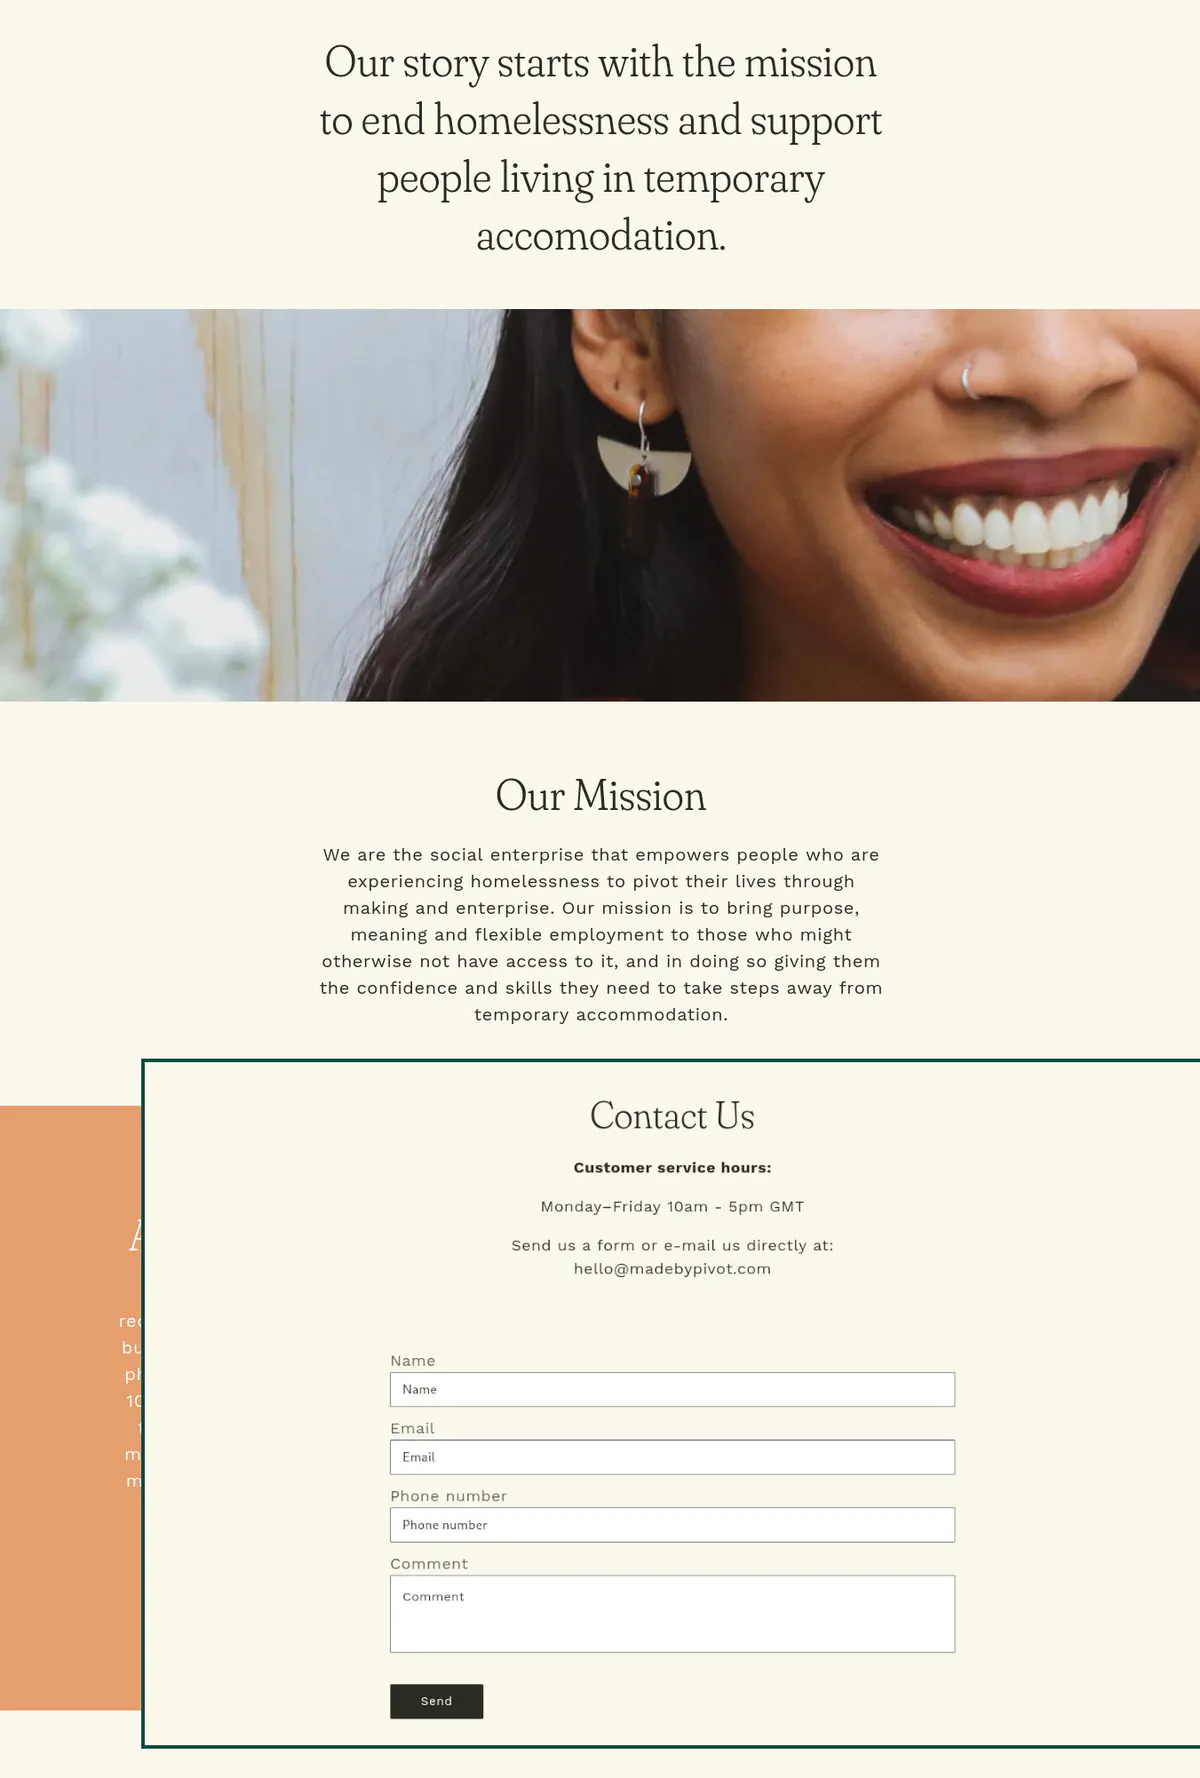 Our story starts with the mission
to end homelessness and support
people living in temporary
accomodation.
Our Mission
We are the social enterprise that empowers people who are
experiencing homelessness to pivot their lives through
making and enterprise. Our mission is to bring purpose,
meaning and flexible employment to those who might
otherwise not have access to it, and in doing so giving them
the confidence and skills they need to take steps away from
temporary accommodation.
Contact Us
Customer service hours:
Monday–Friday 10am - 5pm GMT
Send us a form or e-mail us directly at:
hello@madebypivot.com
Name
Name
Email
Email
Phone number
Phone number
Comment
Comment
Send